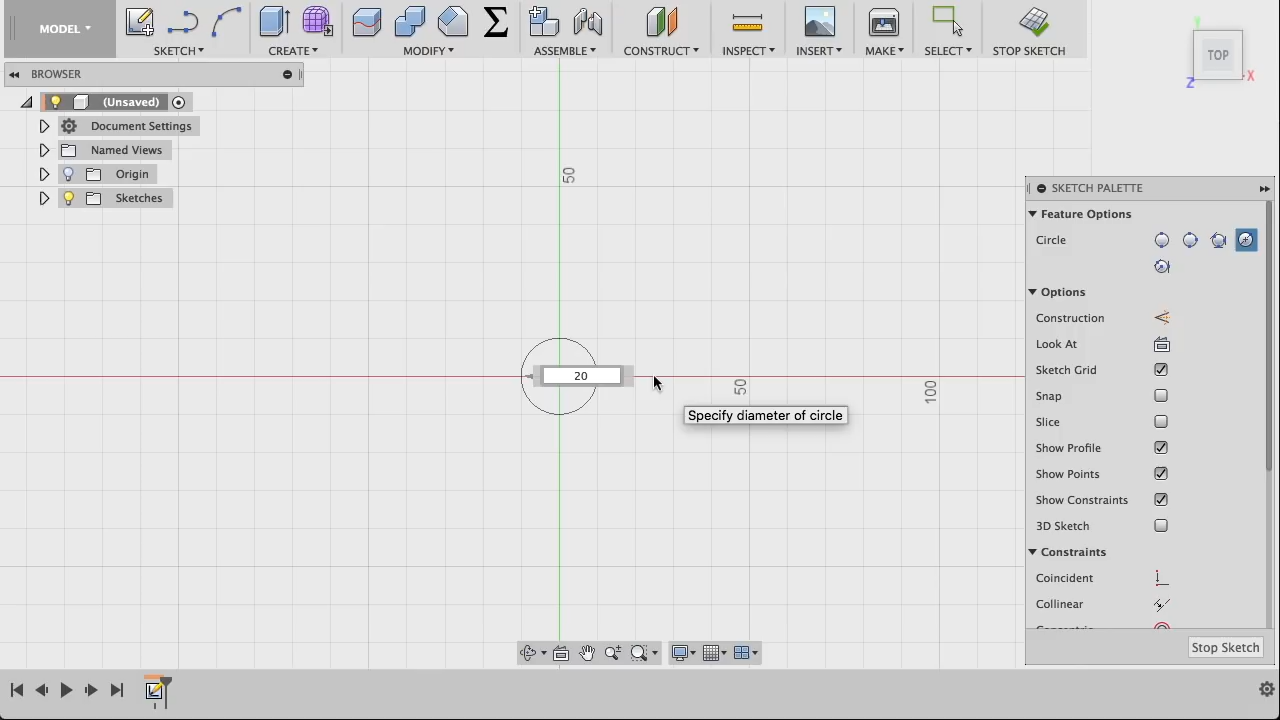 MODEL
SKETCH
CREATE
MODIFY
ASSEMBLE
CONSTRUCT
INSPECT
INSERT
MAKE
SELECT
STOP SKETCH
TOP
Y
X
Z
BROWSER
(Unsaved)
Document Settings
Named Views
Origin
Sketches
50
50
100
20
Specify diameter of circle
SKETCH PALETTE
Feature Options
Circle
Options
Construction
Look At
Sketch Grid
Snap
Slice
Show Profile
Show Points
Show Constraints
3D Sketch
Constraints
Coincident
Collinear
Concentric
Stop Sketch